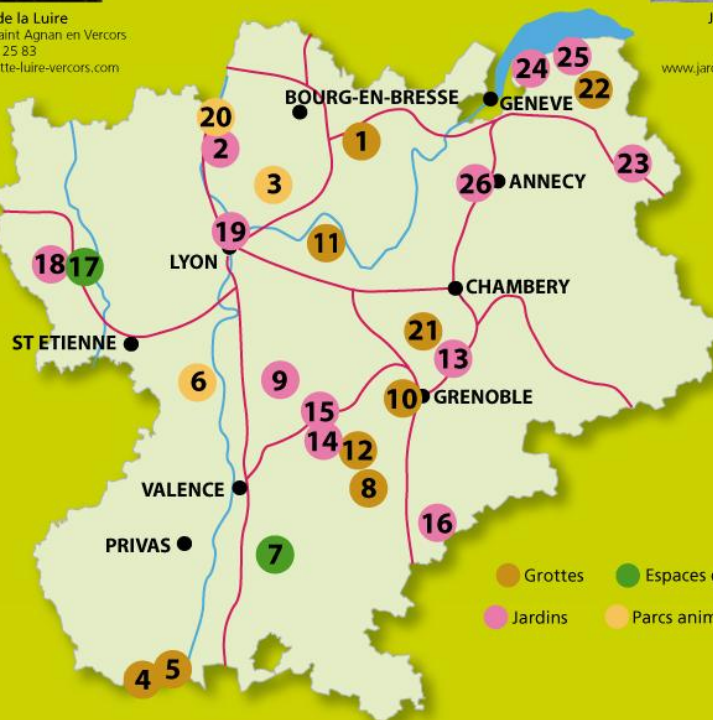 de la Luire
aint Agnan en Vercors
25 83
tte-luire-vercors.com
J
www.jar
24 25
BOURG-EN-BRESSE
GENEVE 22
20
1
2
23
3
26 ANNECY
19
11
LYON
18 17
CHAMBERY
21
ST ETIENNE
13
6
9
10 GRENOBLE
15
14
12
VALENCE
8
16
PRIVAS
7
Grottes
Espaces
Jardins
Parcs anim
4 5